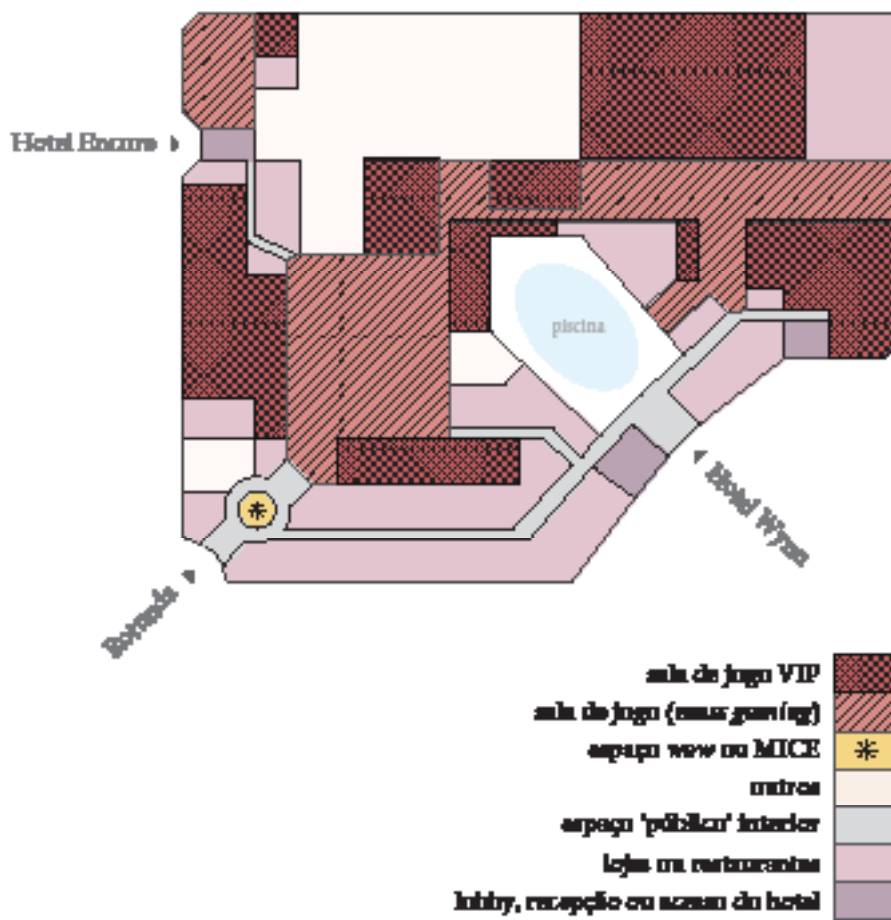 Hotel Encore
piscina
Hotel Wynn
Rotunda
sala de jogo VIP
sala de jogo (mass gaming)
espaço wow ou MICE
outros
espaço 'público' interior
lojas ou restaurantes
lobby, recepção ou acesso do hotel